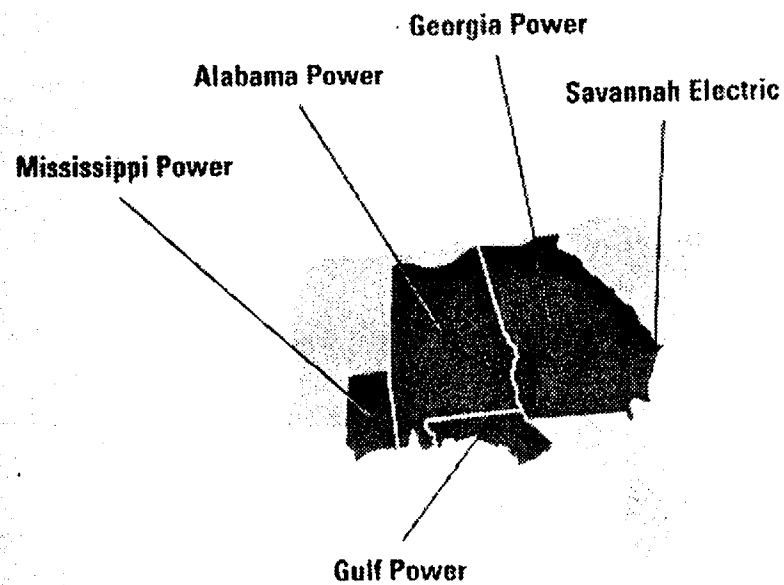 Georgia Power
Alabama Power
Savannah Electric
Mississippi Power
Gulf Power